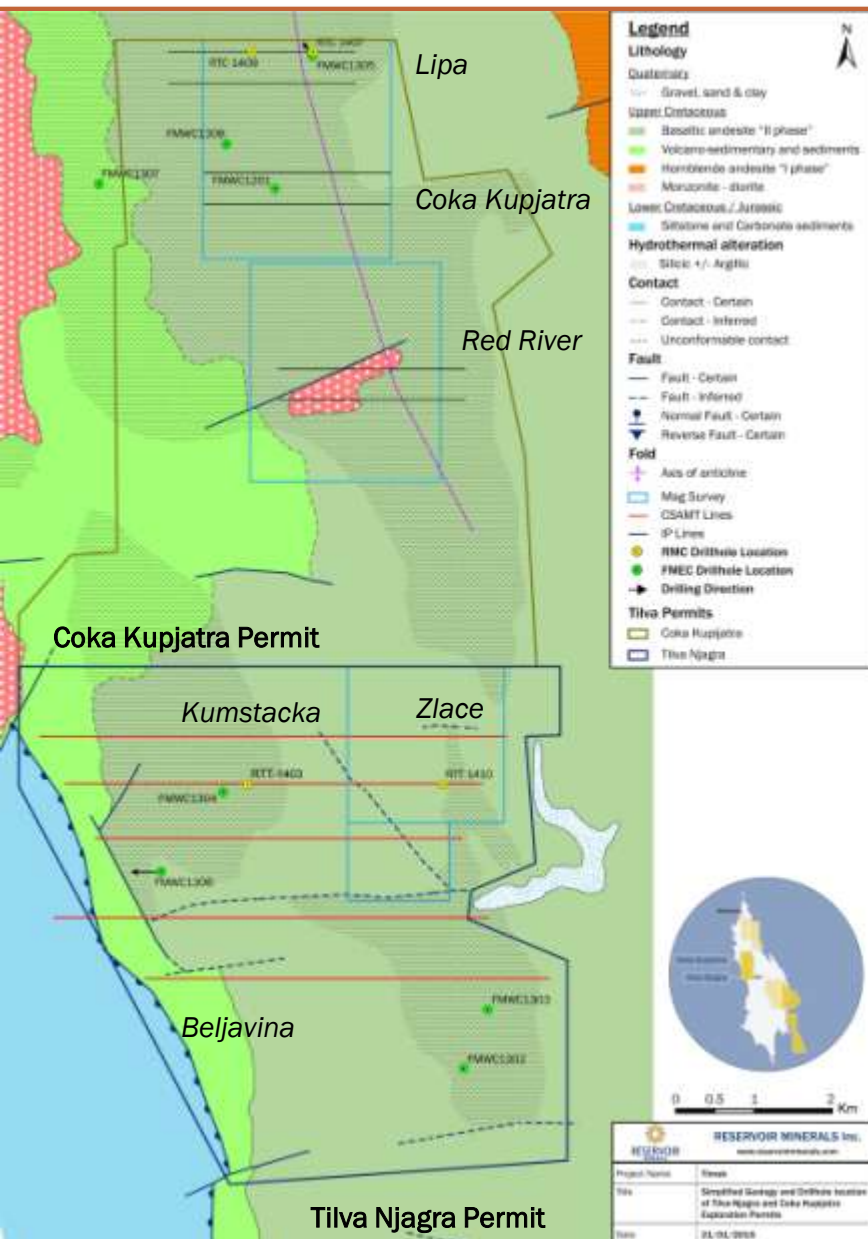 Lipa
RTC 1409
FMWC1305
FMWC1307
FMWC1201
Coka Kupjatra
Red River
Coka Kupjatra Permit
Kumstacka
Zlace
FMWC1304
RTT 1410
Beljavina
FMWC1303
FMWC1302
Tilva Njagra Permit
Legend
N
Lithology
Quaternary
Gravel, sand & clay
Upper Cretaceous
Basaltic andesite "II phase"
Volcano-sedimentary and sediments
Hornblende andesite "I phase"
Monzonite - diorite
Lower Cretaceous / Jurassic
Siltstone and Carbonate sediments
Hydrothermal alteration
Silicic +/- Argillic
Contact
Contact - Certain
Contact - Inferred
Unconformable contact
Fault
Fault - Certain
Fault - Inferred
Normal Fault - Certain
Reverse Fault - Certain
Fold
Axis of anticline
Mag Survey
CSAMT Lines
IP Lines
RMC Drillhole Location
FMEC Drillhole Location
Drilling Direction
Tilva Permits
Coka Kupjatra
Tilva Njagra
0 0.5 1 2 Km
RESERVOIR
RESERVOIR MINERALS Inc.
www.reservoirminerals.com
Project Name
Timok
Title
Simplified Geology and Drillhole location
of Tilva Njagra and Coka Kupjatra
Exploration Permits
Date